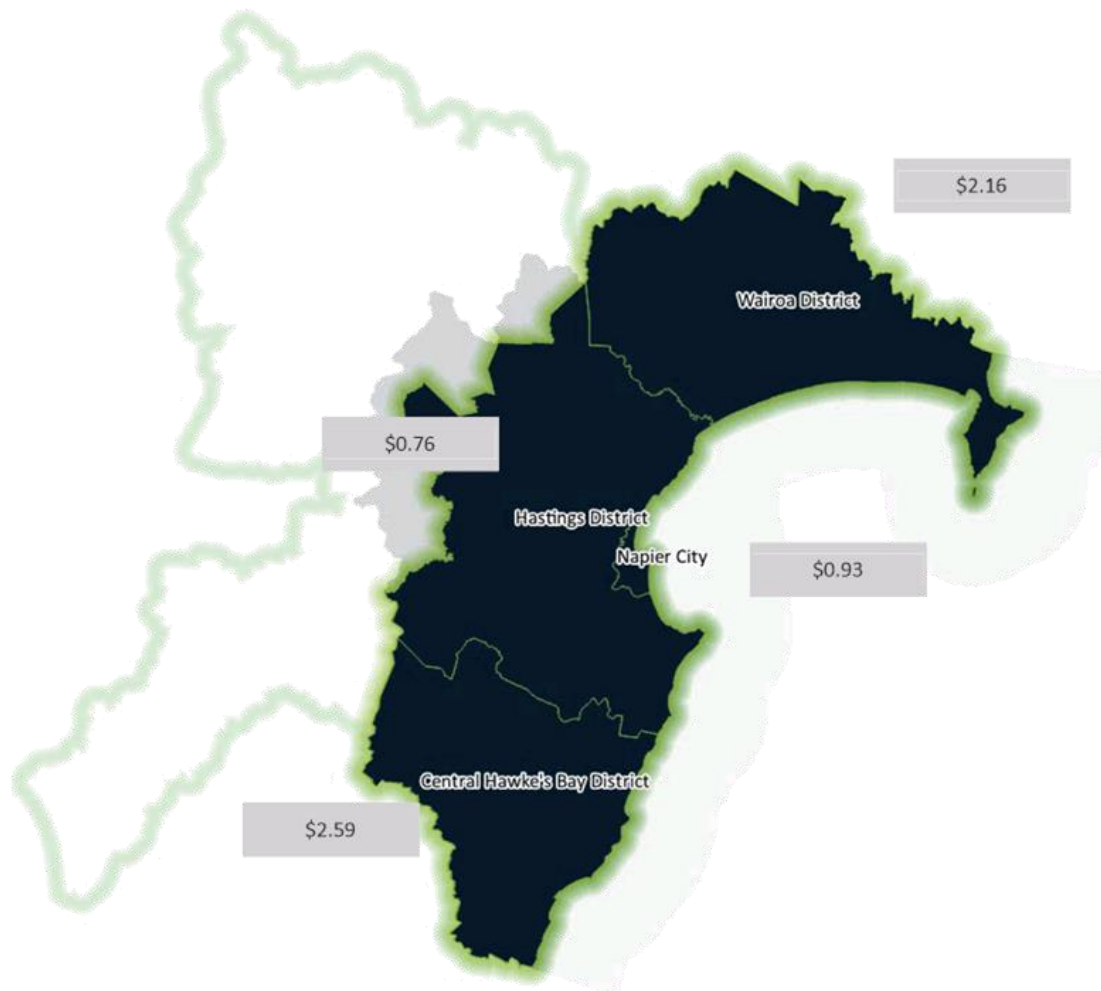 $2.16
Wairoa District
$0.76
Hastings District
Napier City
$0.93
Central Hawke's Bay District
$2.59